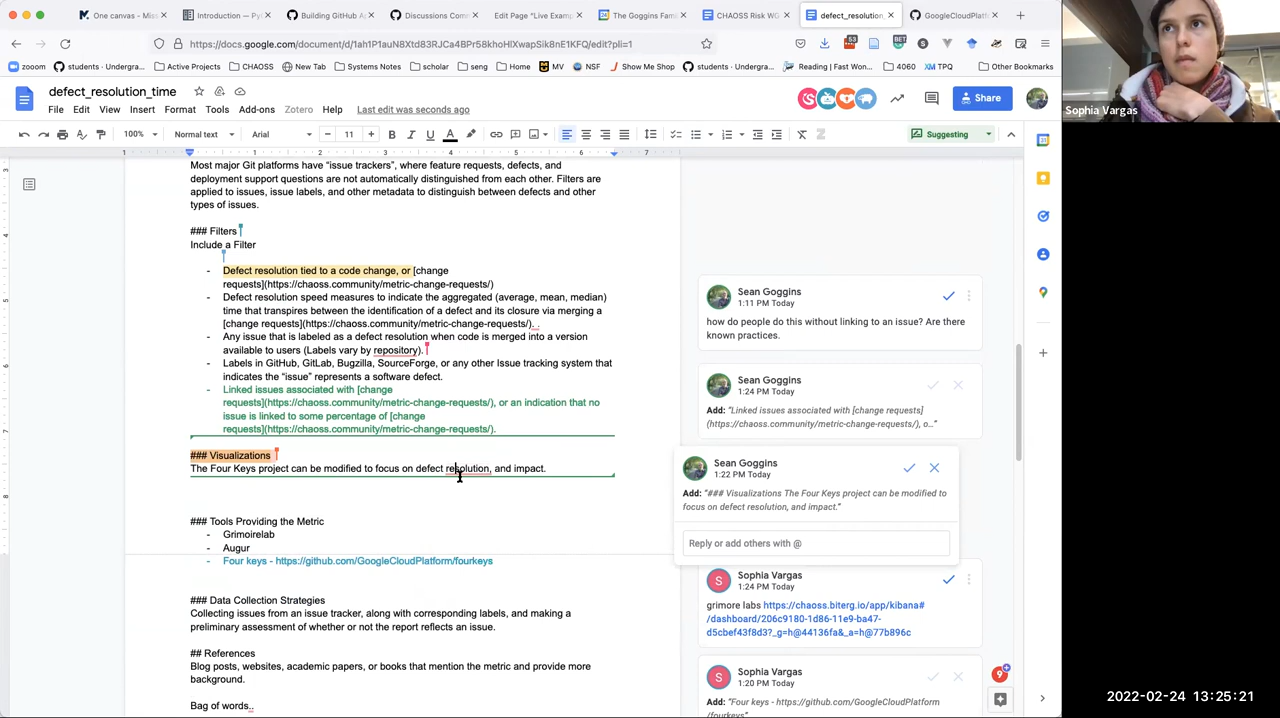 One canvas - Miss
Introduction — Py
Building GitHub A
Discussions Com
Edit Page "Live Exam
The Goggins Fam
CHAOSS Risk WG
defect_resolution
GoogleCloudPlatf
https://docs.google.com/document/d/1ah1P1auN8Xtd83RJCa4BPr58khoHlXwapSik8nE1KFQ/edit?pli=1
zooom
students - Undergra...
Active Projects
CHAOSS
New Tab
Systems Notes
Show Me Shop
seng
Home
MV
NSF
Show Me Shop
students - Undergra...
Reading | Fast Won...
4060
XM TPQ
Other Bookmarks
defect_resolution_time
File Edit View Insert Format Tools Add-ons Zotero Help
Last edit was seconds ago
Share
100%
Normal text
Arial
11
Suggesting
Most major Git platforms have “issue trackers”, where feature requests, defects, and
deployment support questions are not automatically distinguished from each other. Filters are
applied to issues, issue labels, and other metadata to distinguish between defects and other
types of issues.
### Filters
Include a Filter
- Defect resolution tied to a code change, or [change
requests](https://chaoss.community/metric-change-requests/)
- Defect resolution speed measures to indicate the aggregated (average, mean, median)
time that transpires between the identification of a defect and its closure via merging a
[change requests](https://chaoss.community/metric-change-requests/). .
- Any issue that is labeled as a defect resolution when code is merged into a version
available to users (Labels vary by repository).
- Labels in GitHub, GitLab, Bugzilla, SourceForge, or any other Issue tracking system that
indicates the “issue” represents a software defect.
- Linked issues associated with [change
requests](https://chaoss.community/metric-change-requests/), or an indication that no
issue is linked to some percentage of [change
requests](https://chaoss.community/metric-change-requests/).
### Visualizations
The Four Keys project can be modified to focus on defect resolution, and impact.
### Tools Providing the Metric
- Grimoirelab
- Augur
- Four keys - https://github.com/GoogleCloudPlatform/fourkeys
### Data Collection Strategies
Collecting issues from an issue tracker, along with corresponding labels, and making a
preliminary assessment of whether or not the report reflects an issue.
## References
Blog posts, websites, academic papers, or books that mention the metric and provide more
background.
Bag of words..
Sean Goggins
1:11 PM Today
how do people do this without linking to an issue? Are there
known practices.
Sean Goggins
1:24 PM Today
Add: “Linked issues associated with [change requests]
(https://chaoss.community/metric-change-requests/), o...”
Sean Goggins
1:22 PM Today
Add: “### Visualizations The Four Keys project can be modified to
focus on defect resolution, and impact.”
Reply or add others with @
Sophia Vargas
1:24 PM Today
grimore labs https://chaoss.biterg.io/app/kibana#
/dashboard/206c9180-1d86-11e9-ba47-
d5cbef43f8d3?_g=h@44136fa&_a=h@77b896c
Sophia Vargas
1:20 PM Today
Add: “Four keys - https://github.com/GoogleCloudPlatform
/fourkeys”
9
Sophia Vargas
2022-02-24 13:25:21